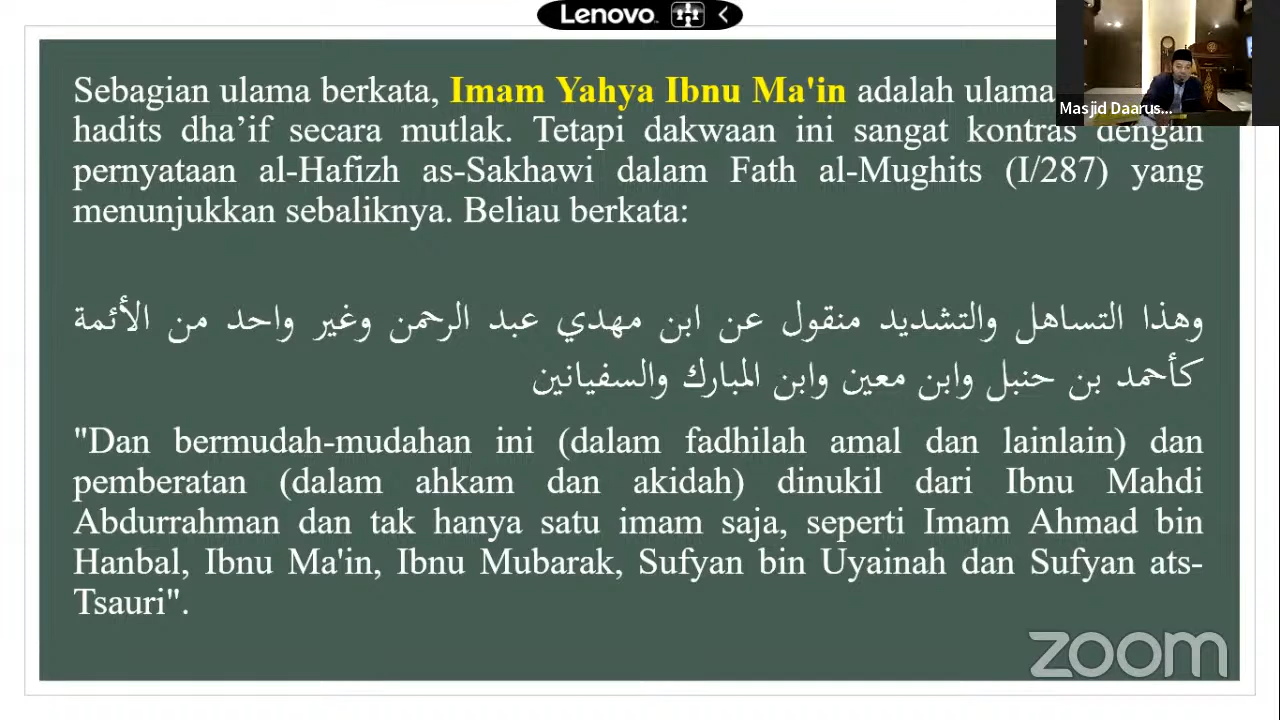 Lenovo
Masjid Daarus...
Sebagian ulama berkata, Imam Yahya Ibnu Ma'in adalah ulama
hadits dha’if secara mutlak. Tetapi dakwaan ini sangat kontras dengan
pernyataan al-Hafizh as-Sakhawi dalam Fath al-Mughits (I/287) yang
menunjukkan sebaliknya. Beliau berkata:
وهذا التساهل والتشديد منقول عن ابن مهدي عبد الرحمن وغير واحد من الأئمة
كأحمد بن حنبل وابن معين وابن المبارك والسفيانين
"Dan bermudah-mudahan ini (dalam fadhilah amal dan lainlain) dan
pemberatan (dalam ahkam dan akidah) dinukil dari Ibnu Mahdi
Abdurrahman dan tak hanya satu imam saja, seperti Imam Ahmad bin
Hanbal, Ibnu Ma'in, Ibnu Mubarak, Sufyan bin Uyainah dan Sufyan ats-
Tsauri".
zoom